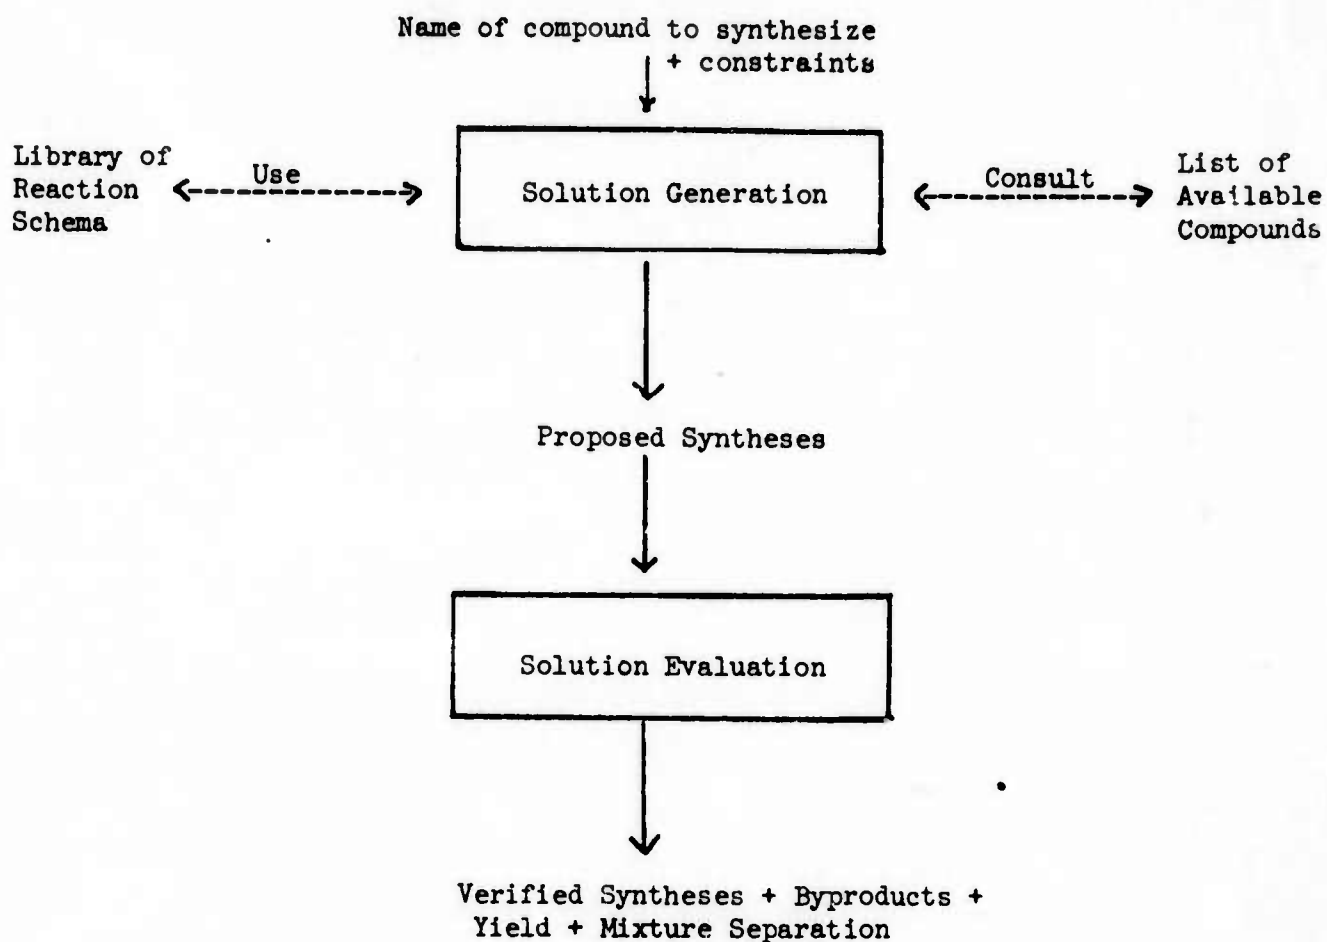 Name of compound to synthesize
+ constraints
Library of
Reaction
Schema
Use
Solution Generation
Consult
List of
Available
Compounds
Proposed Syntheses
Solution Evaluation
Verified Syntheses + Byproducts +
Yield + Mixture Separation